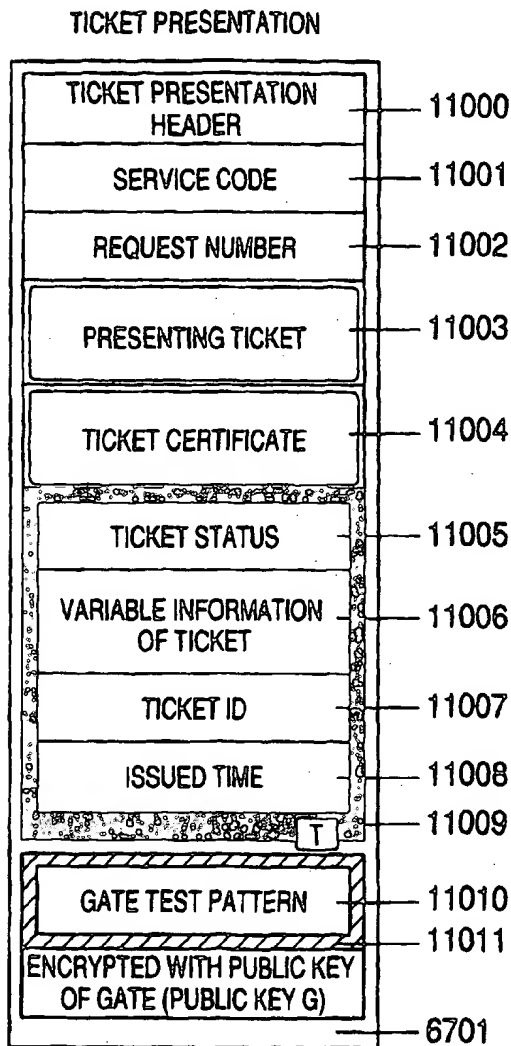 TICKET PRESENTATION
TICKET PRESENTATION
HEADER
11000
SERVICE CODE
11001
REQUEST NUMBER
11002
PRESENTING TICKET
11003
TICKET CERTIFICATE
11004
TICKET STATUS
11005
VARIABLE INFORMATION
OF TICKET
11006
TICKET ID
11007
ISSUED TIME
11008
11009
T
GATE TEST PATTERN
11010
11011
ENCRYPTED WITH PUBLIC KEY
OF GATE (PUBLIC KEY G)
6701